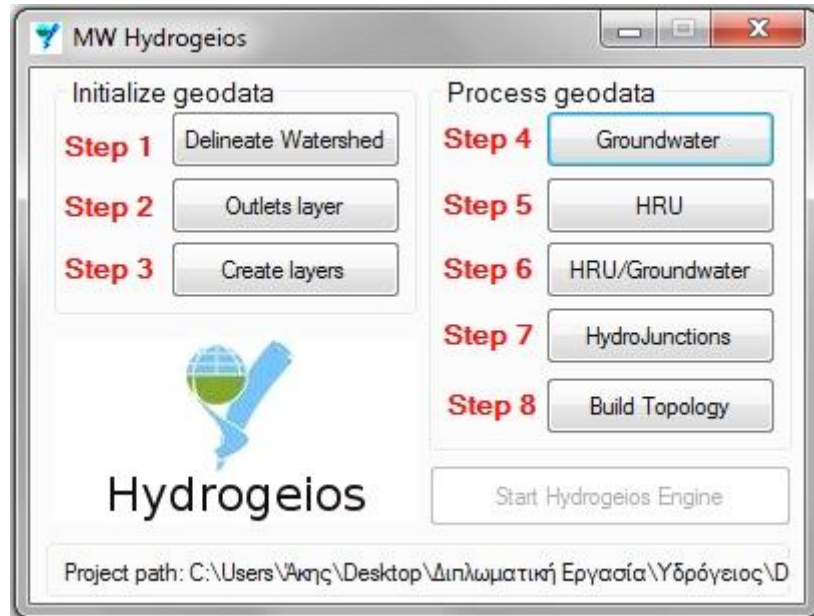 MW Hydrogeios
Initialize geodata
Step 1 Delineate Watershed
Step 2 Outlets layer
Step 3 Create layers
Hydrogeios
Process geodata
Step 4 Groundwater
Step 5 HRU
Step 6 HRU/Groundwater
Step 7 HydroJunctions
Step 8 Build Topology
Start Hydrogeios Engine
Project path: C:\Users\Άκης\Desktop\Διπλωματική Εργασία\Υδρόγειος\D